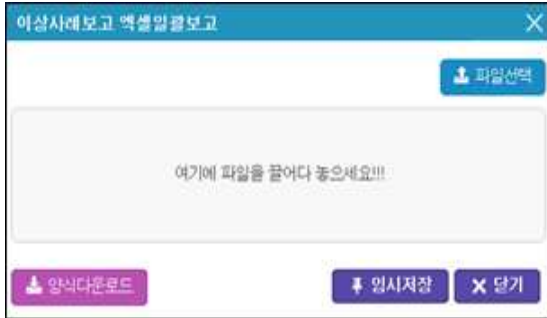 이상사례보고 엑셀일괄보고
파일선택
여기에 파일을 끌어다 놓으세요!!!
양식다운로드
임시저장
닫기